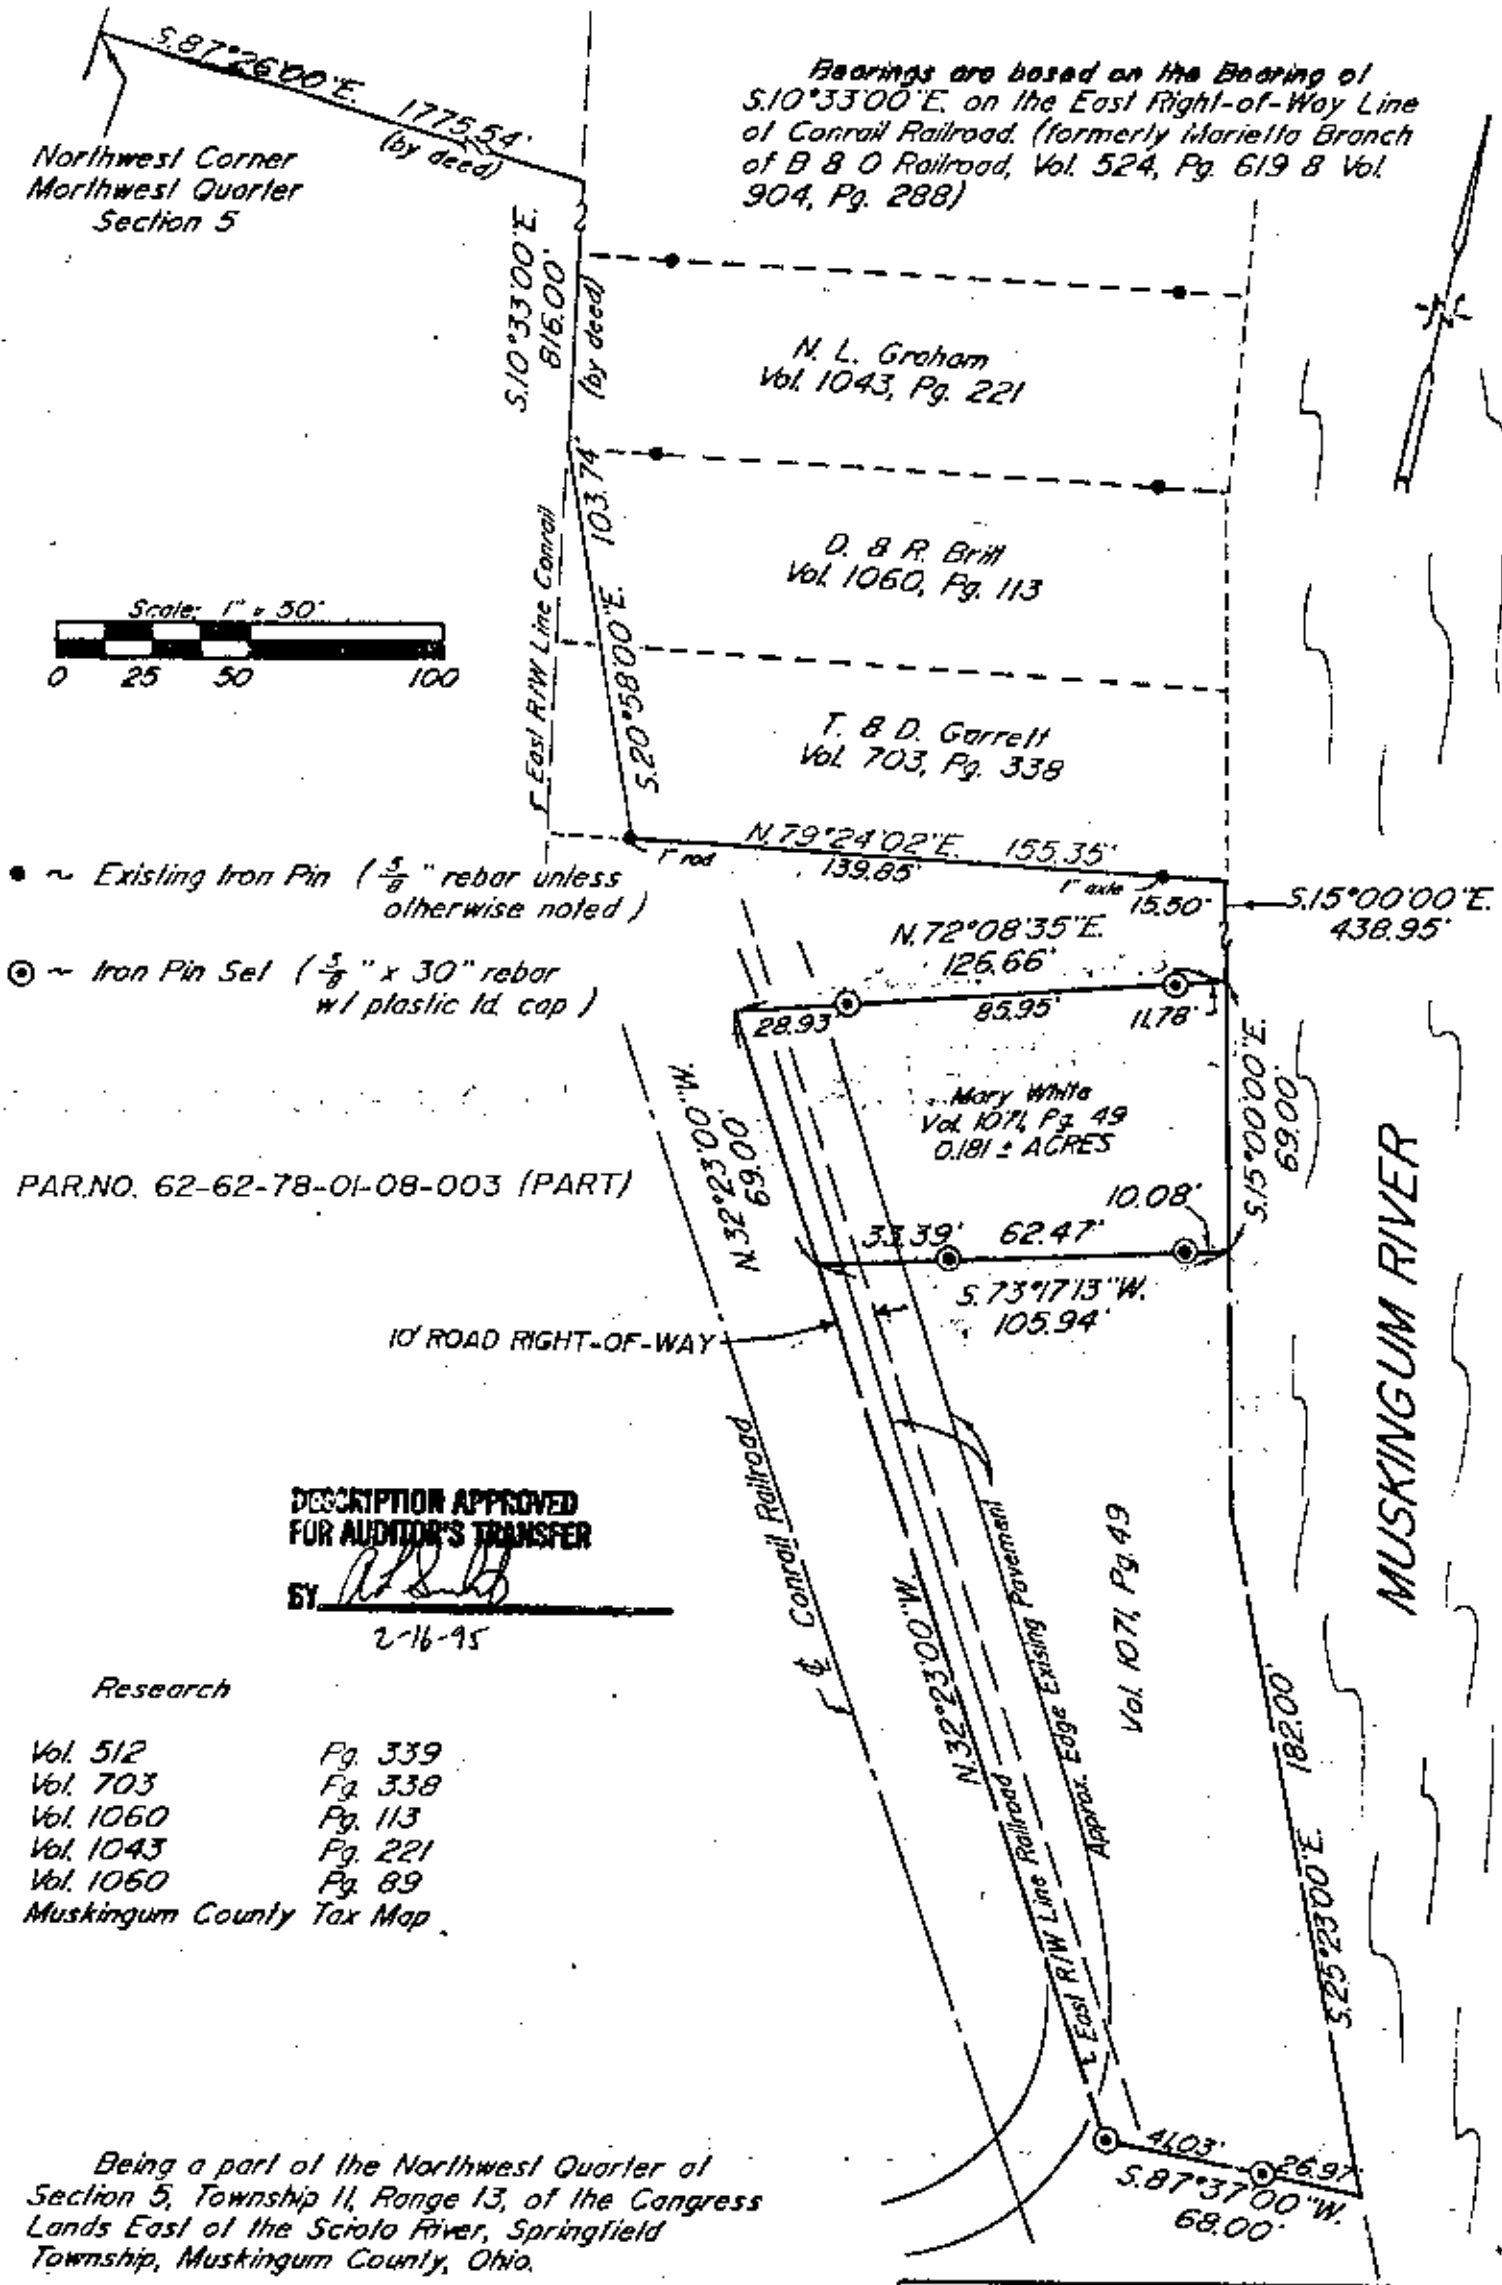 S.87°26'00"E. 1775.54'
(by deed)
Northwest Corner
Northwest Quarter
Section 5
Bearings are based on the Bearing of
S.10°33'00"E. on the East Right-of-Way Line
of Conrail Railroad. (formerly Marietta Branch
of B & O Railroad, Vol. 524, Pg. 619 & Vol.
904, Pg. 288)
N
S.10°33'00"E.
816.00'
(by deed)
N. L. Graham
Vol. 1043, Pg. 221
103.74'
S.20°58'00"E.
East R/W Line Conrail
D. & R. Brill
Vol. 1060, Pg. 113
Scale: 1" = 50'
0 25 50 100
T. & D. Garrett
Vol. 703, Pg. 338
N.79°24'02"E. 155.35'
1" rod
139.85'
1" axle
15.50'
S.15°00'00"E.
438.95'
● ~ Existing Iron Pin (5/8" rebar unless
otherwise noted)
◉ ~ Iron Pin Set (5/8" x 30" rebar
w/ plastic Id. cap)
N.72°08'35"E.
126.66'
28.93'
85.95'
11.78'
N.32°23'00"W.
69.00'
Mary White
Vol. 1071, Pg. 49
0.181 ± ACRES
S.15°00'00"E.
69.00'
PAR.NO. 62-62-78-01-08-003 (PART)
10.08'
33.39'
62.47'
S.73°17'13"W.
105.94'
10' ROAD RIGHT-OF-WAY
MUSKINGUM RIVER
DESCRIPTION APPROVED
FOR AUDITOR'S TRANSFER
BY
2-16-95
℄ Conrail Railroad
N.32°23'00"W.
East R/W Line Railroad
Approx. Edge Existing Pavement
Vol. 1071, Pg. 49
182.00'
S.25°23'00"E.
Research
Vol. 512 Pg. 339
Vol. 703 Pg. 338
Vol. 1060 Pg. 113
Vol. 1043 Pg. 221
Vol. 1060 Pg. 89
Muskingum County Tax Map
41.03'
26.97'
S.87°37'00"W.
68.00'
Being a part of the Northwest Quarter of
Section 5, Township 11, Range 13, of the Congress
Lands East of the Scioto River, Springfield
Township, Muskingum County, Ohio.